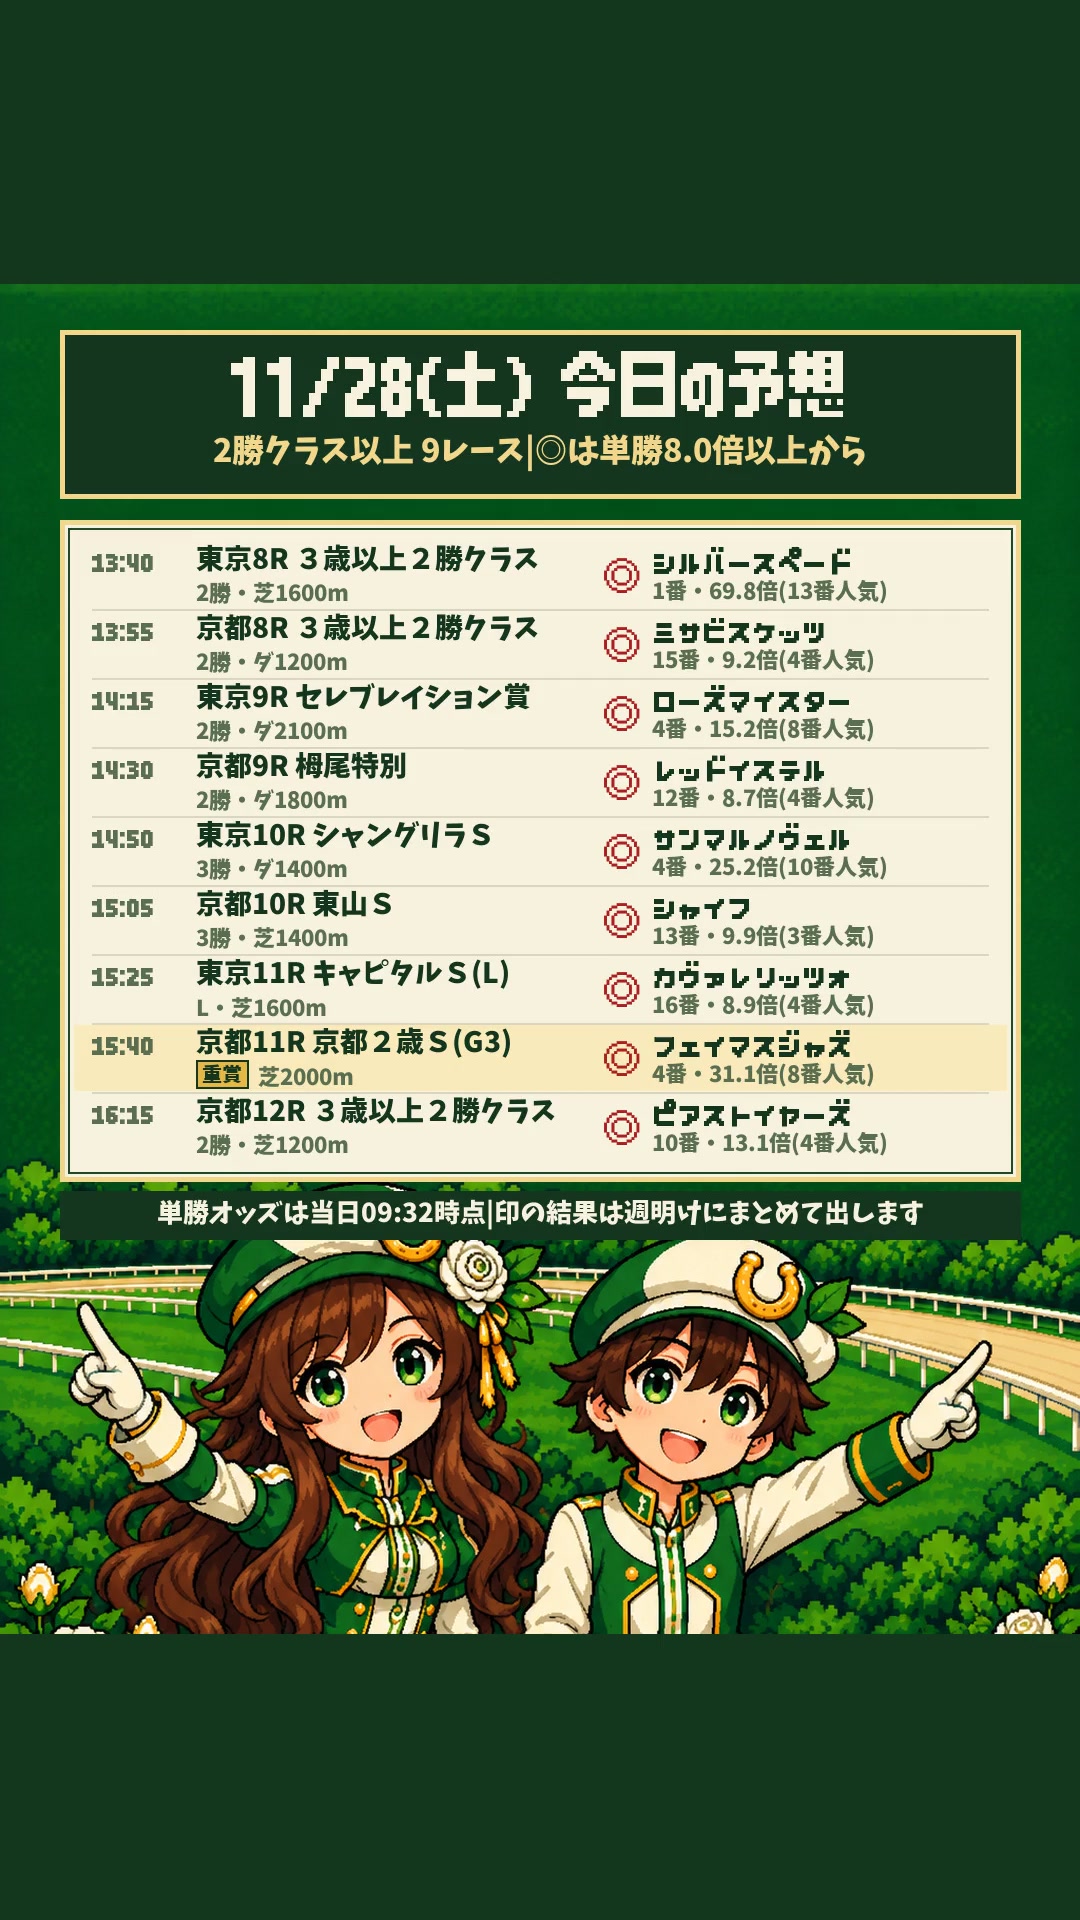 11/28(土) 今日の予想
2勝クラス以上 9レース|◎は単勝8.0倍以上から
13:40 東京8R ３歳以上２勝クラス ◎ シルバースペード
2勝・芝1600m 1番・69.8倍(13番人気)
13:55 京都8R ３歳以上２勝クラス ◎ ミサビスケッツ
2勝・ダ1200m 15番・9.2倍(4番人気)
14:15 東京9R セレブレイション賞 ◎ ローズマイスター
2勝・ダ2100m 4番・15.2倍(8番人気)
14:30 京都9R 栂尾特別 ◎ レッドイステル
2勝・ダ1800m 12番・8.7倍(4番人気)
14:50 東京10R シャングリラＳ ◎ サンマルノヴェル
3勝・ダ1400m 4番・25.2倍(10番人気)
15:05 京都10R 東山Ｓ ◎ シャイフ
3勝・芝1400m 13番・9.9倍(3番人気)
15:25 東京11R キャピタルＳ(L) ◎ カヴァレリッツォ
L・芝1600m 16番・8.9倍(4番人気)
15:40 京都11R 京都２歳Ｓ(G3) ◎ フェイマスジャズ
重賞 芝2000m 4番・31.1倍(8番人気)
16:15 京都12R ３歳以上２勝クラス ◎ ピアストイヤーズ
2勝・芝1200m 10番・13.1倍(4番人気)
単勝オッズは当日09:32時点|印の結果は週明けにまとめて出します